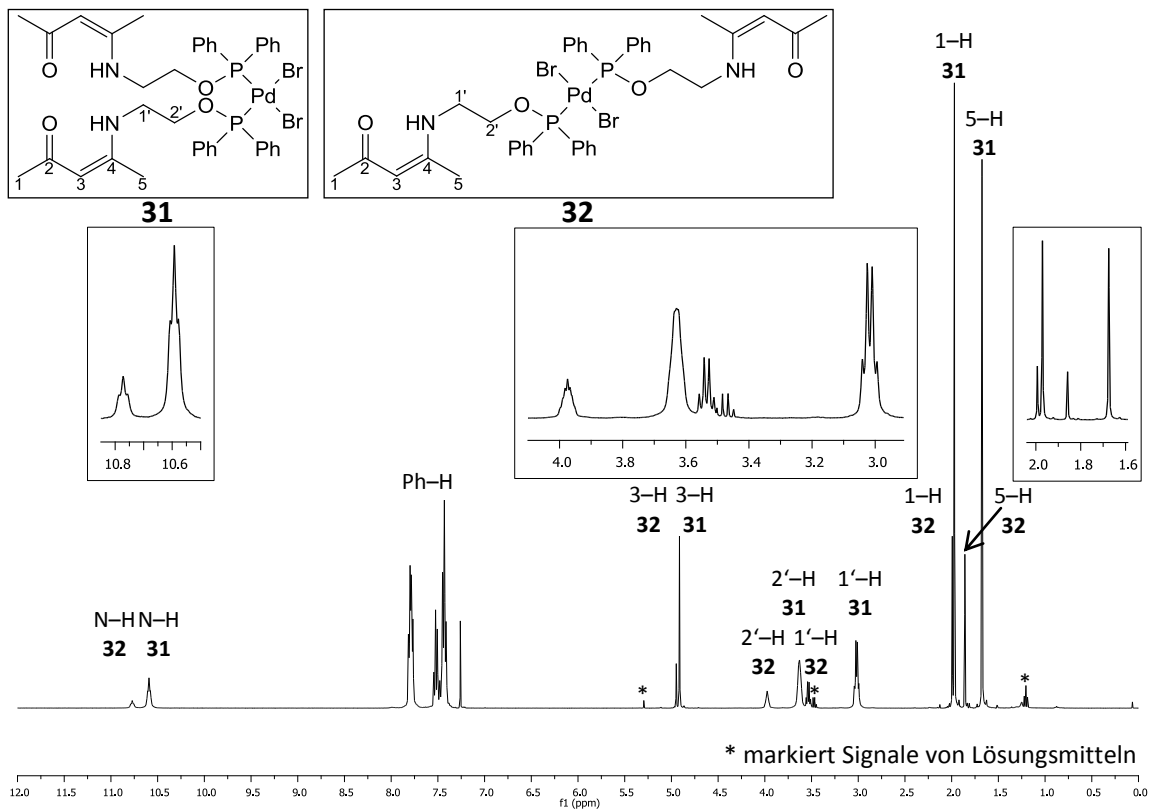 O HN O P Ph Ph Br
Pd
O HN 1' 2' O P Ph Ph Br
1 2 3 4 5
31
Ph Ph Br P O HN O
Pd
O HN 1' 2' O P Br Ph Ph
1 2 3 4 5
32
1–H
31
5–H
31
10.8 10.6
4.0 3.8 3.6 3.4 3.2 3.0
2.0 1.8 1.6
Ph–H
3–H 3–H
32 31
1–H
32
5–H
32
2‘–H 1‘–H
31 31
2‘–H 1‘–H
32 32
N–H N–H
32 31
* * *
* markiert Signale von Lösungsmitteln
12.0 11.5 11.0 10.5 10.0 9.5 9.0 8.5 8.0 7.5 7.0 6.5 6.0 5.5 5.0 4.5 4.0 3.5 3.0 2.5 2.0 1.5 1.0 0.5 0.0
f1 (ppm)